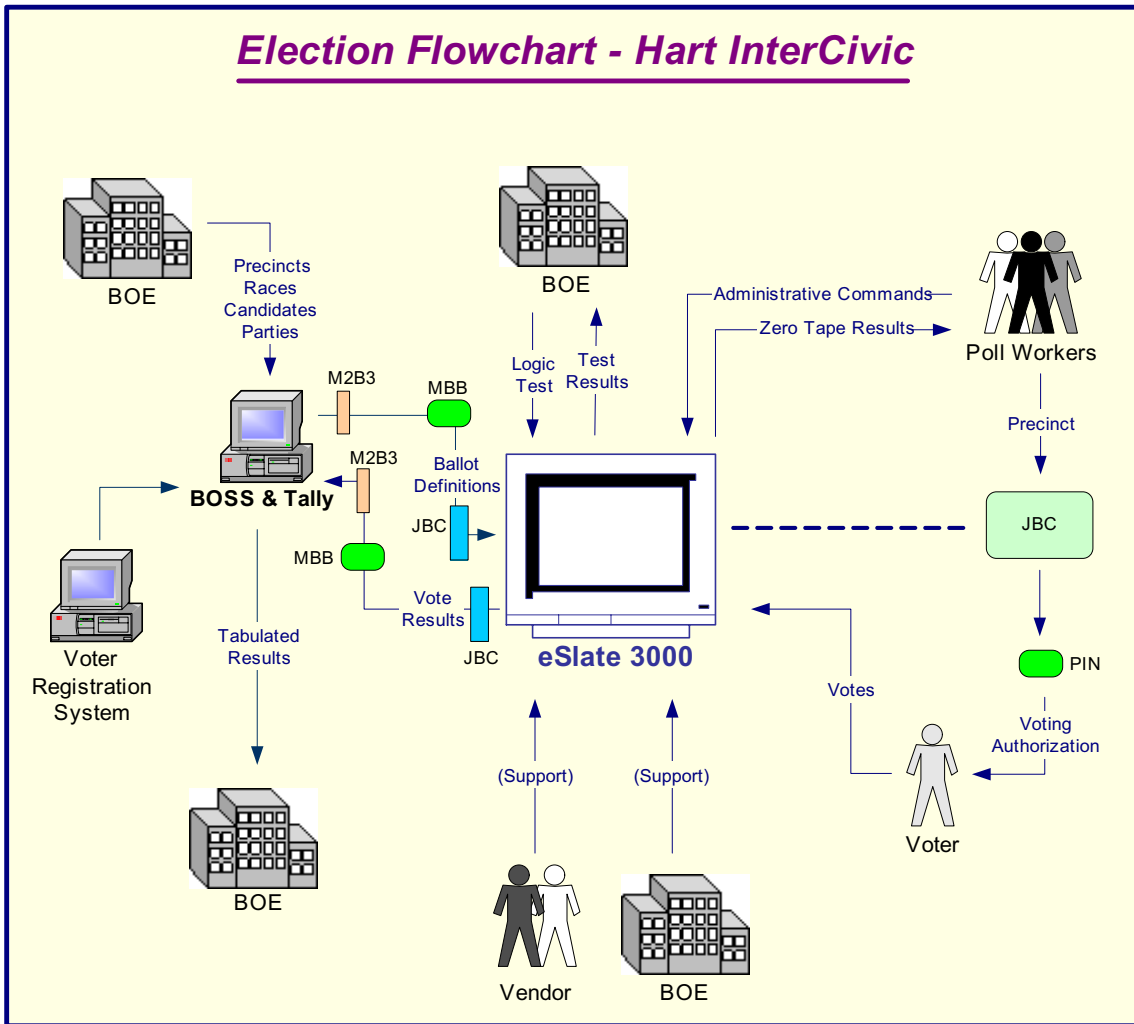 Election Flowchart - Hart InterCivic
BOE
Precincts
Races
Candidates
Parties
BOE
Logic
Test
Test
Results
Administrative Commands
Zero Tape Results
Poll Workers
Precinct
JBC
PIN
Voting
Authorization
Voter
Votes
M2B3
MBB
Ballot
Definitions
JBC
M2B3
MBB
Vote
Results
JBC
BOSS & Tally
Voter
Registration
System
Tabulated
Results
BOE
eSlate 3000
(Support)
(Support)
Vendor
BOE